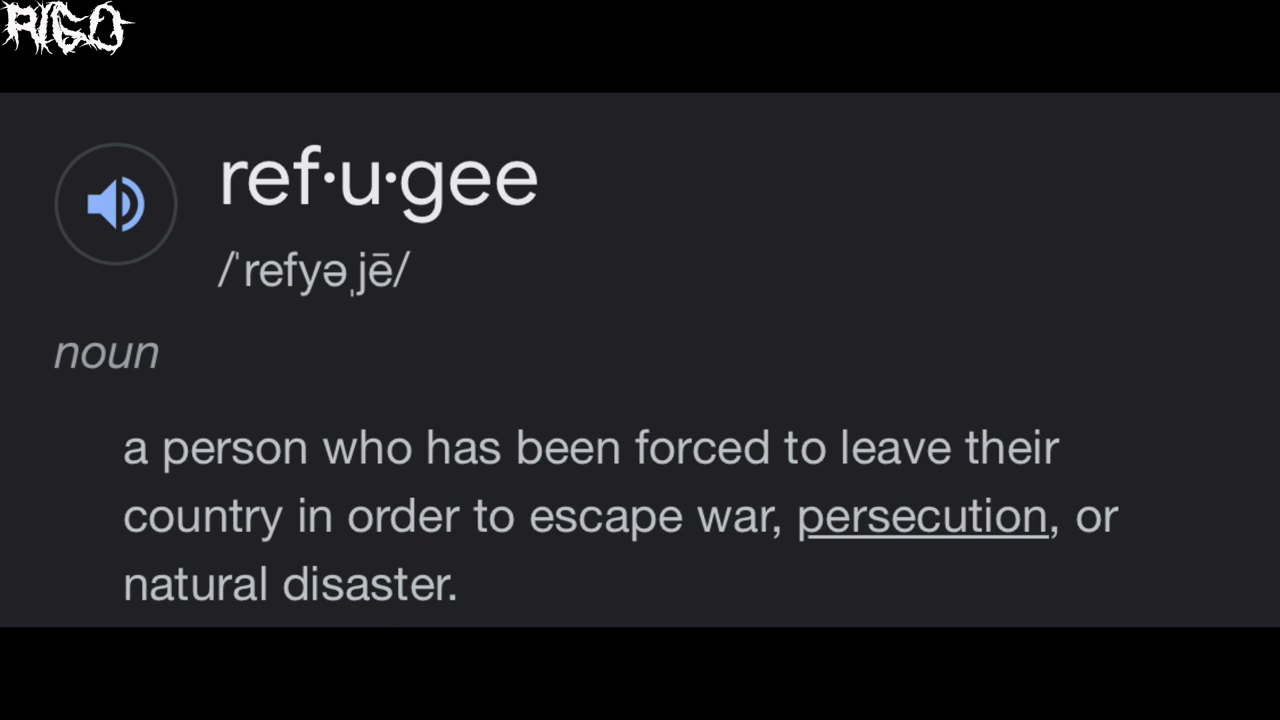 RIGO
ref·u·gee
/ˈrefyəˌjē/
noun
a person who has been forced to leave their
country in order to escape war, persecution, or
natural disaster.